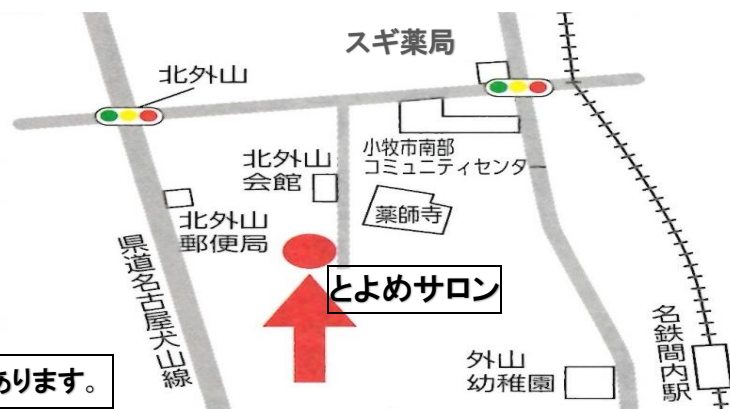 スギ薬局
北外山
小牧市南部
コミュニティセンター
北外山
会館
薬師寺
北外山
郵便局
県道名古屋犬山線
とよめサロン
名鉄間内駅
外山
幼稚園
あります。